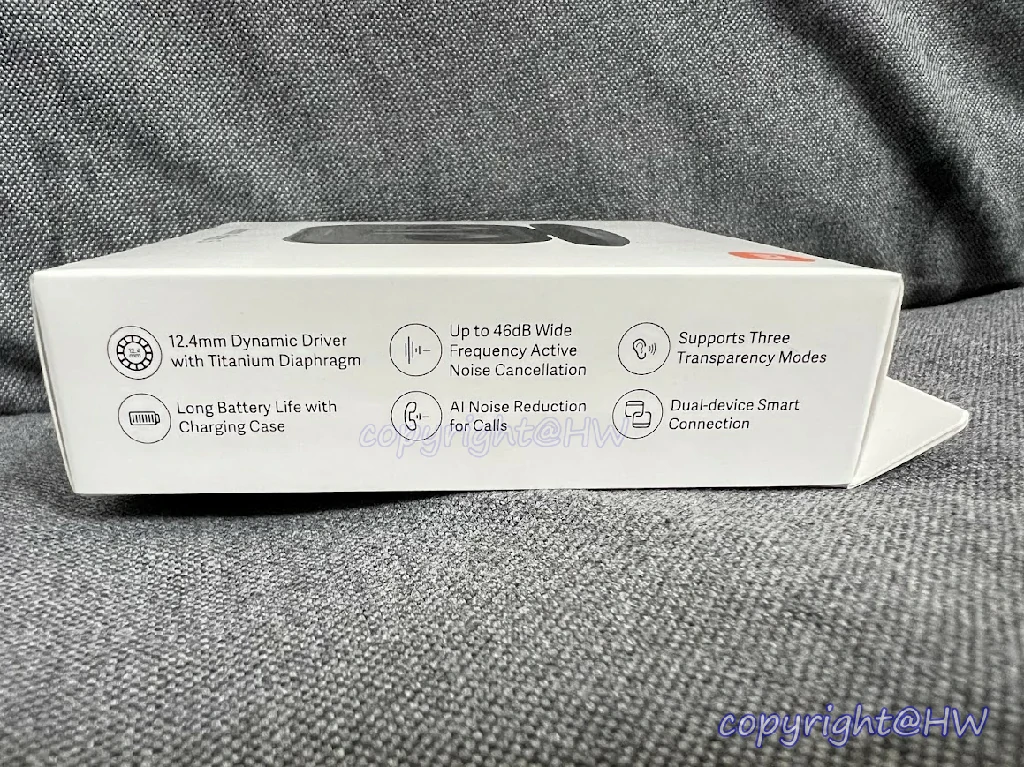 12.4mm Dynamic Driver
with Titanium Diaphragm
Up to 46dB Wide
Frequency Active
Noise Cancellation
Supports Three
Transparency Modes
Long Battery Life with
Charging Case
AI Noise Reduction
for Calls
Dual-device Smart
Connection
copyright@HW
copyright@HW